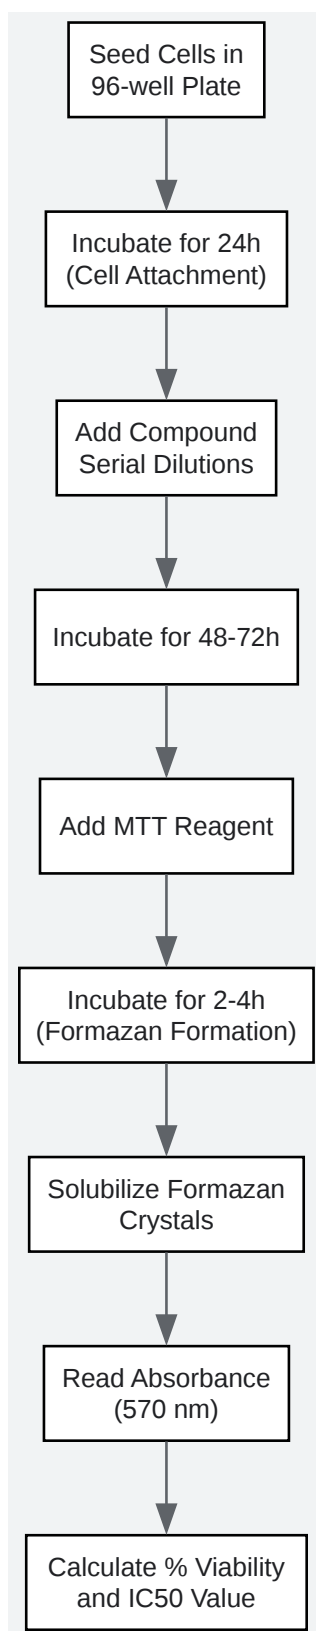 Seed Cells in
96-well Plate
Incubate for 24h
(Cell Attachment)
Add Compound
Serial Dilutions
Incubate for 48-72h
Add MTT Reagent
Incubate for 2-4h
(Formazan Formation)
Solubilize Formazan
Crystals
Read Absorbance
(570 nm)
Calculate % Viability
and IC50 Value